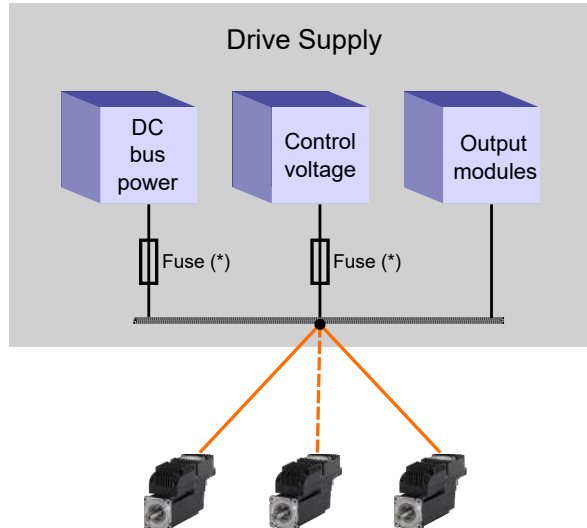 Drive Supply
DC
bus
power
Control
voltage
Output
modules
Fuse (*)
Fuse (*)